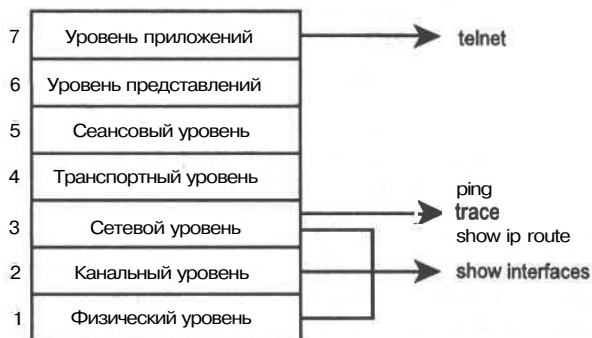 7 Уровень приложений telnet
6 Уровень представлений
5 Сеансовый уровень
4 Транспортный уровень
ping
3 Сетевой уровень trace
show ip route
2 Канальный уровень show interfaces
1 Физический уровень